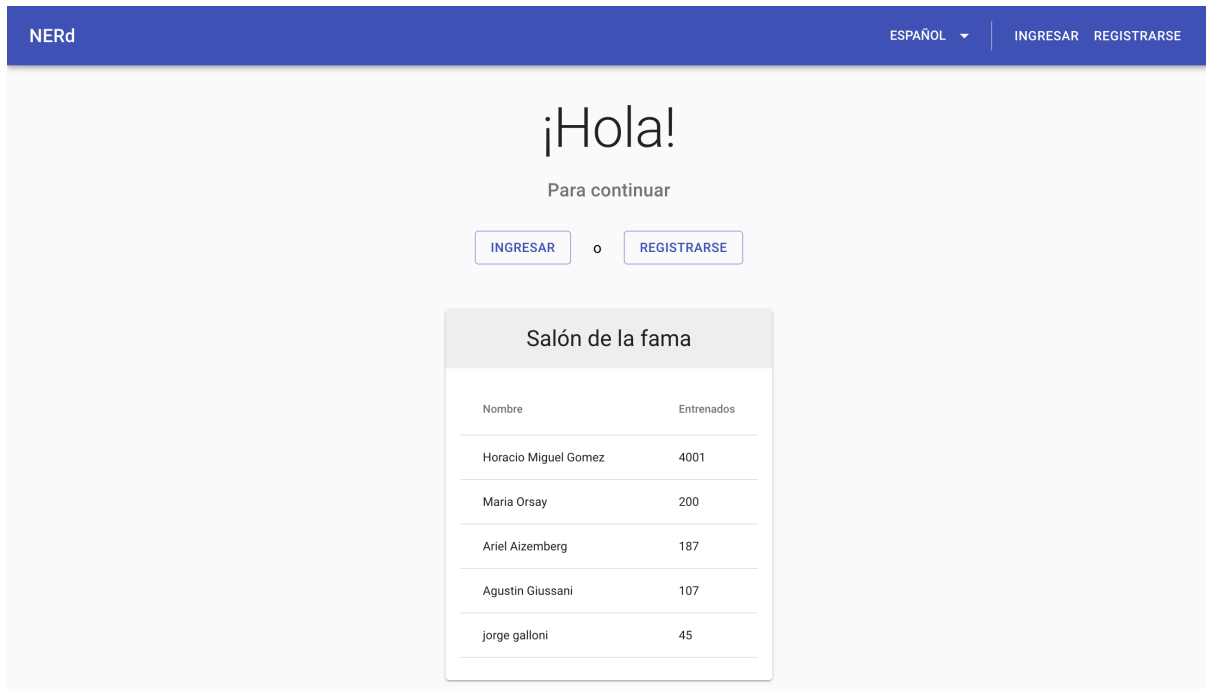 NERd ESPAÑOL INGRESAR REGISTRARSE
¡Hola!
Para continuar
INGRESAR o REGISTRARSE
Salón de la fama
Nombre Entrenados
Horacio Miguel Gomez 4001
Maria Orsay 200
Ariel Aizemberg 187
Agustin Giussani 107
jorge galloni 45